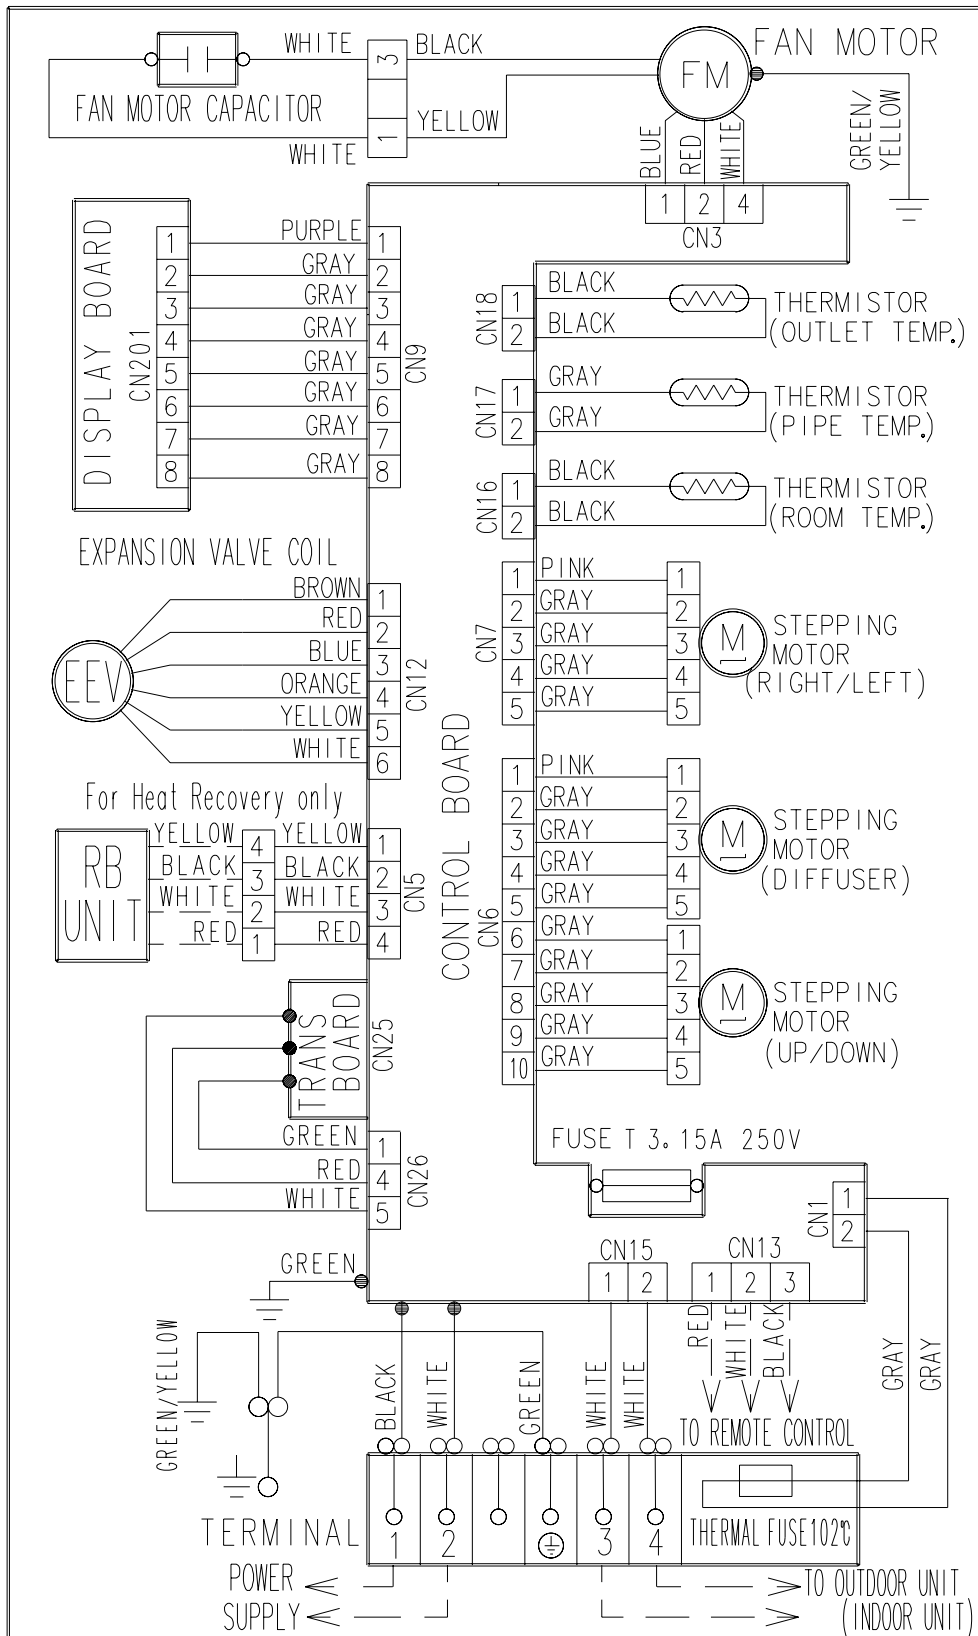 WHITE
3
BLACK
FAN MOTOR
FM
FAN MOTOR CAPACITOR
1
YELLOW
WHITE
GREEN/
YELLOW
BLUE
RED
WHITE
1 2 4
CN3
DISPLAY BOARD
CN201
1 PURPLE 1
2 GRAY 2
3 GRAY 3
4 GRAY 4
5 GRAY 5
6 GRAY 6
7 GRAY 7
8 GRAY 8
CN9
CN18
1 BLACK
2 BLACK
THERMISTOR
(OUTLET TEMP.)
CN17
1 GRAY
2 GRAY
THERMISTOR
(PIPE TEMP.)
CN16
1 BLACK
2 BLACK
THERMISTOR
(ROOM TEMP.)
EXPANSION VALVE COIL
EEV
BROWN 1
RED 2
BLUE 3
ORANGE 4
YELLOW 5
WHITE 6
CN12
CN7
1 PINK 1
2 GRAY 2
3 GRAY 3
4 GRAY 4
5 GRAY 5
M
STEPPING
MOTOR
(RIGHT/LEFT)
CONTROL BOARD
For Heat Recovery only
RB
UNIT
YELLOW 4 YELLOW 1
BLACK 3 BLACK 2
WHITE 2 WHITE 3
RED 1 RED 4
CN5
CN6
1 PINK 1
2 GRAY 2
3 GRAY 3
4 GRAY 4
5 GRAY 5
6 GRAY 1
7 GRAY 2
8 GRAY 3
9 GRAY 4
10 GRAY 5
M
STEPPING
MOTOR
(DIFFUSER)
M
STEPPING
MOTOR
(UP/DOWN)
TRANS
BOARD
CN25
GREEN 1
RED 4
WHITE 5
CN26
FUSE T 3.15A 250V
CN1
1
2
CN15
1 2
CN13
1 2 3
GREEN
GREEN/YELLOW
BLACK
WHITE
GREEN
WHITE
WHITE
RED
WHITE
BLACK
GRAY
GRAY
TO REMOTE CONTROL
TERMINAL
1 2 3 4
THERMAL FUSE102℃
POWER
SUPPLY
TO OUTDOOR UNIT
(INDOOR UNIT)